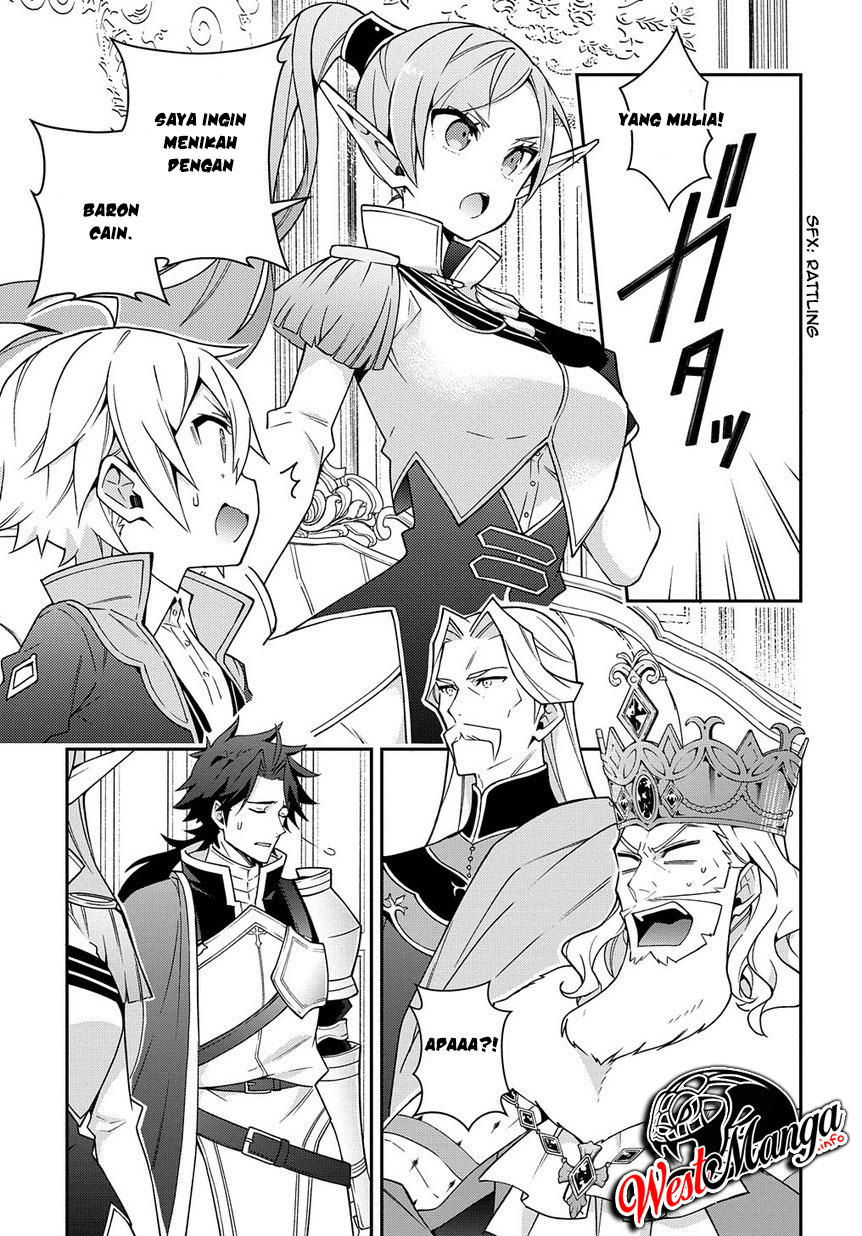 YANG MULIA!
ガタッ
SFX: RATTLING
SAYA INGIN
MENIKAH
DENGAN
BARON
CAIN.
APAAA?!
WestManga
.info